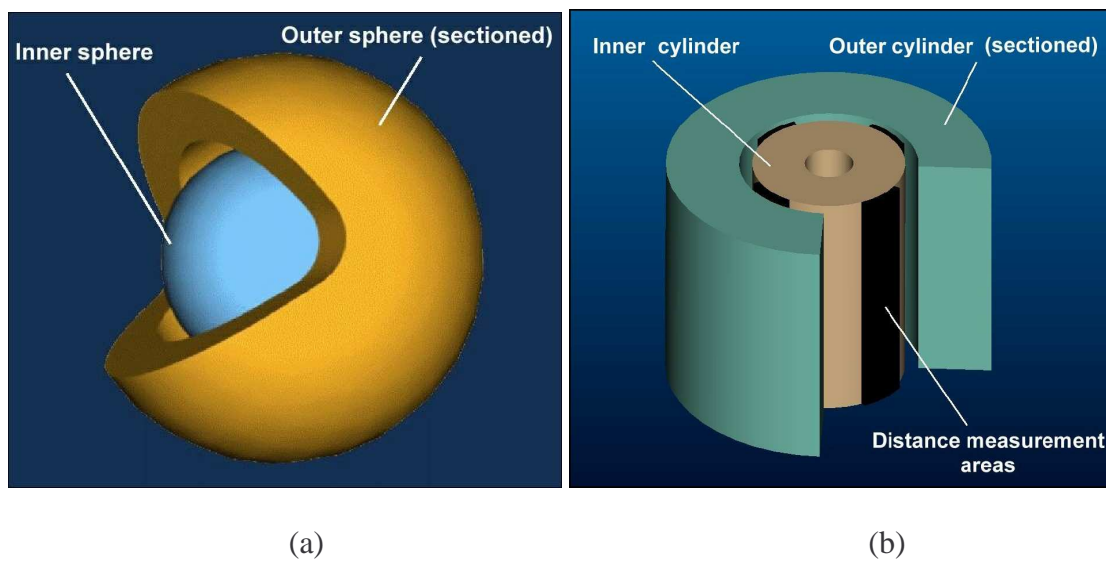 Inner sphere
Outer sphere (sectioned)
Inner cylinder
Outer cylinder (sectioned)
Distance measurement
areas
(a)
(b)